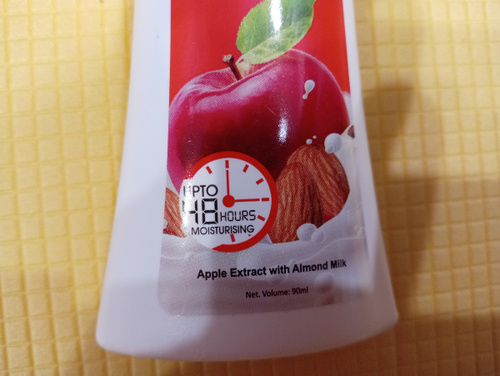 UPTO
48 HOURS
MOISTURISING
Apple Extract with Almond Milk
Net. Volume: 90ml